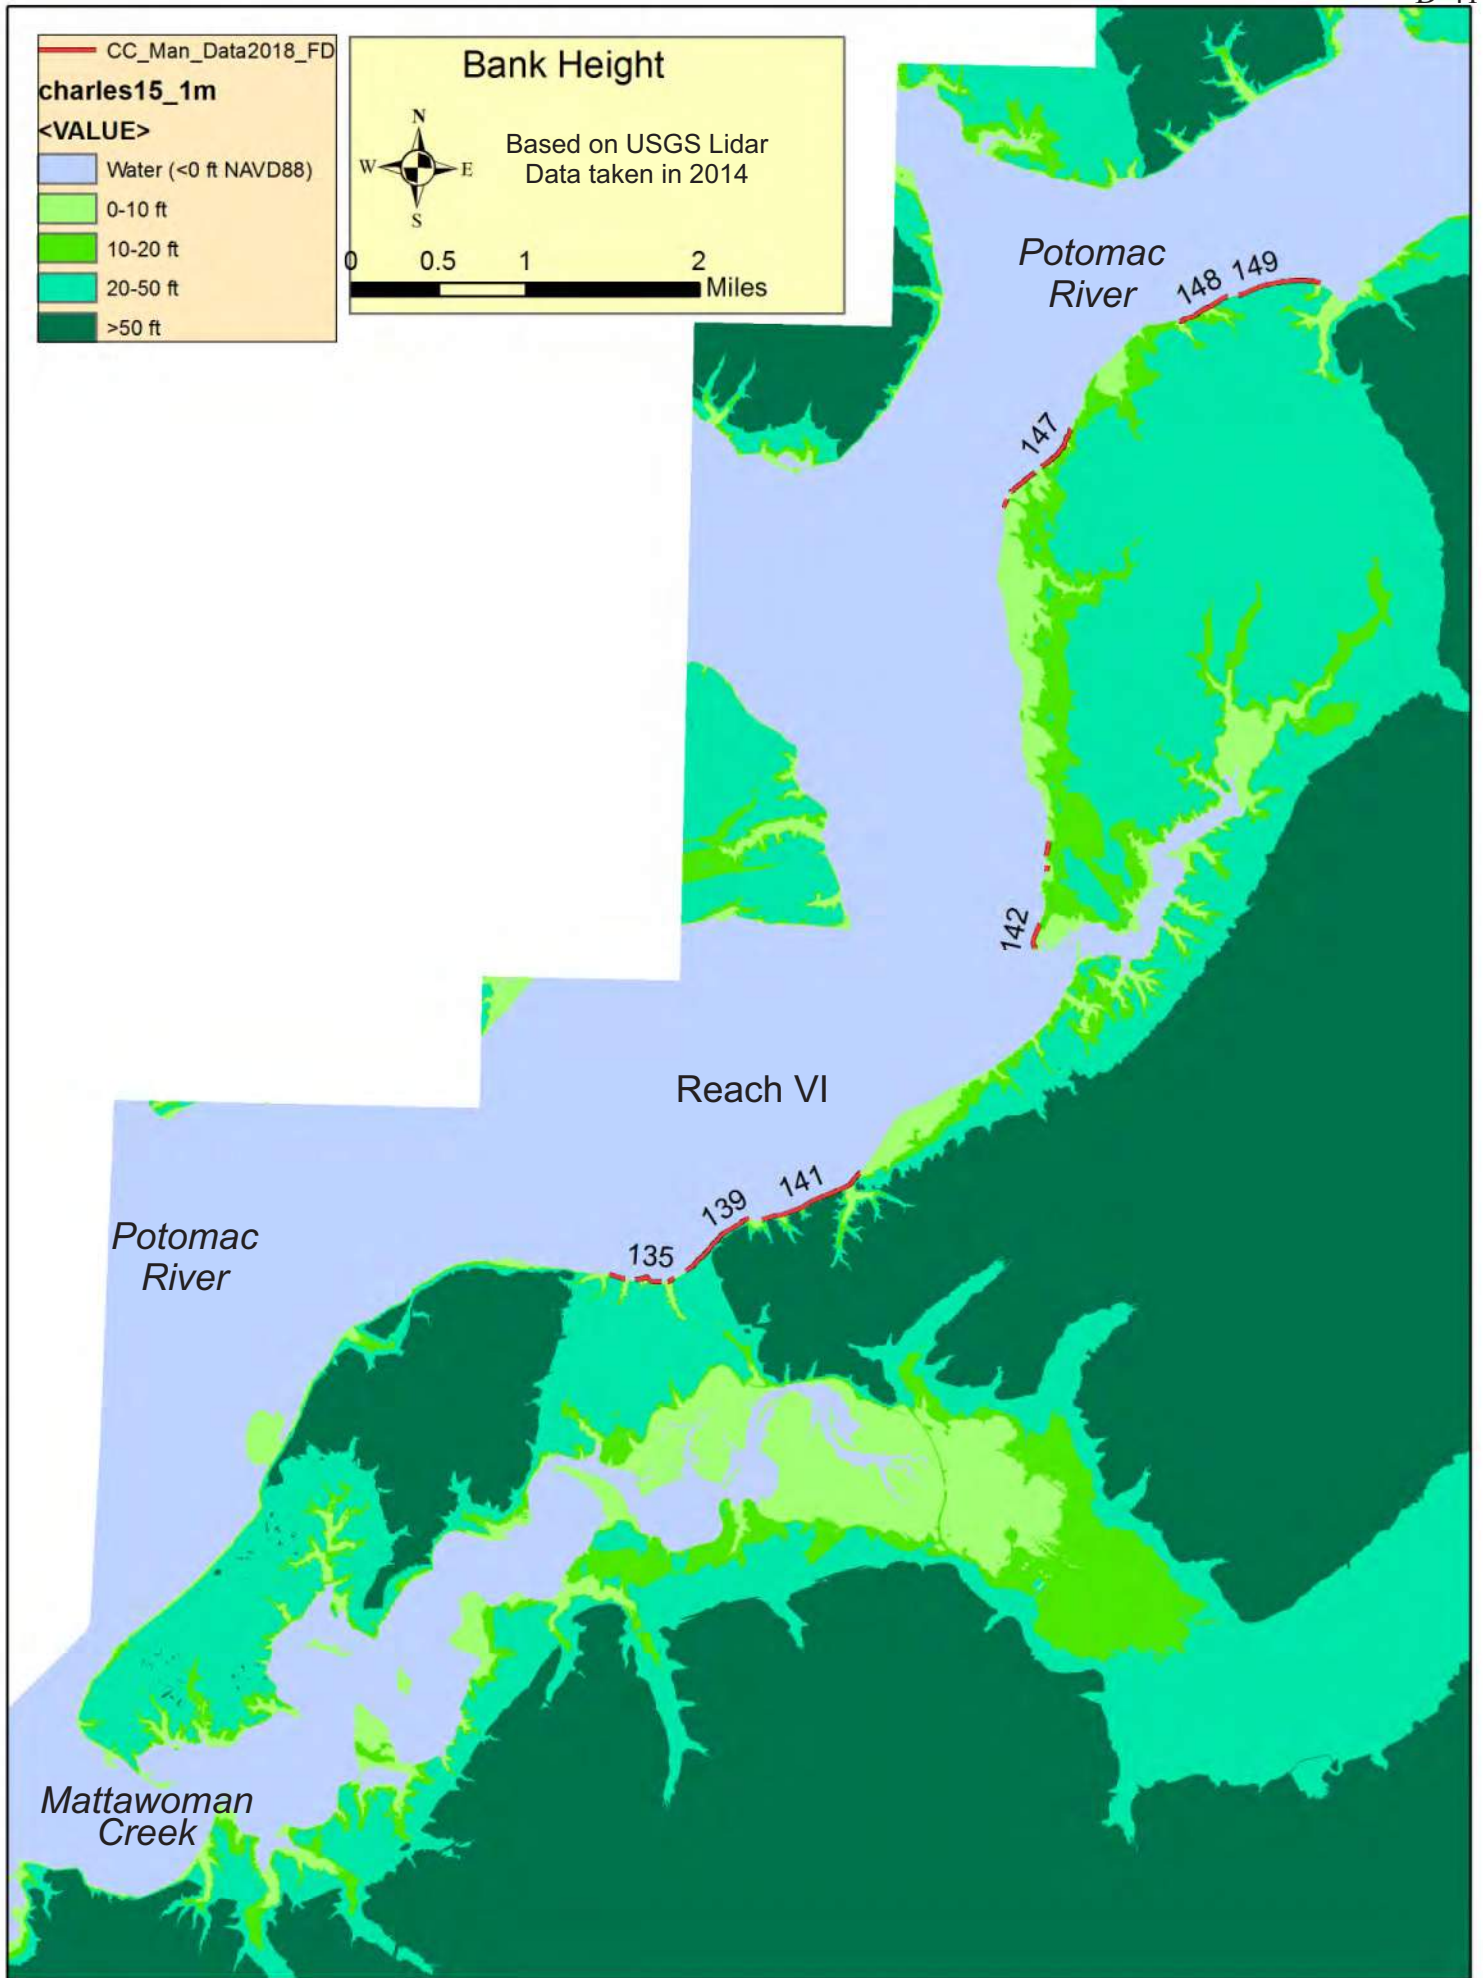 CC_Man_Data2018_FD
charles15_1m
<VALUE>
Water (<0 ft NAVD88)
0-10 ft
10-20 ft
20-50 ft
>50 ft
Bank Height
N
W E
S
Based on USGS Lidar
Data taken in 2014
0 0.5 1 2
Miles
Potomac
River
148 149
147
142
Reach VI
141
139
135
Potomac
River
Mattawoman
Creek